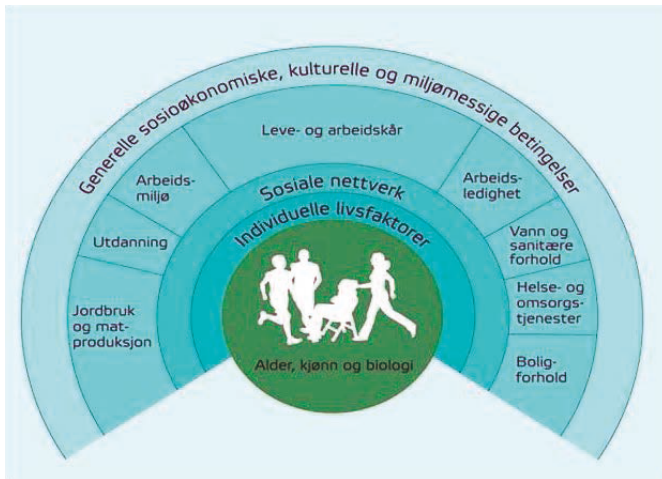 Generelle sosioøkonomiske, kulturelle og miljømessige betingelser
Leve- og arbeidskår
Arbeids-
miljø
Sosiale nettverk
Arbeids-
ledighet
Individuelle livsfaktorer
Utdanning
Vann og
sanitære
forhold
Jordbruk
og mat-
produksjon
Helse- og
omsorgs-
tjenester
Alder, kjønn og biologi
Bolig-
forhold